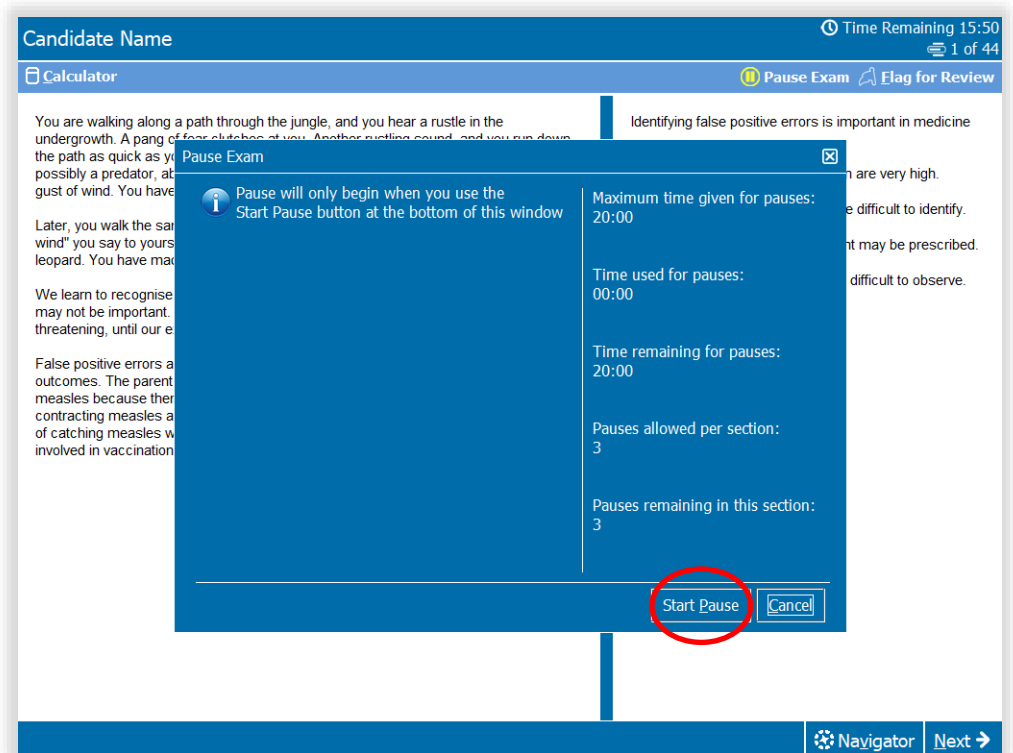 Candidate Name
Time Remaining 15:50
1 of 44
Calculator
Pause Exam
Flag for Review
You are walking along a path through the jungle, and you hear a rustle in the
undergrowth. A pang of fear clutches at you. Another rustling sound, and you run down
the path as quick as
possibly a predator,
gust of wind. You have
Later, you walk the
wind" you say to
leopard. You have
We learn to recognise
may not be important.
threatening, until our
False positive errors
outcomes. The parent
measles because
contracting measles
of catching measles
involved in vaccination
Identifying false positive errors is important in medicine
are very high.
difficult to identify.
may be prescribed.
difficult to observe.
Pause Exam
Pause will only begin when you use the
Start Pause button at the bottom of this window
Maximum time given for pauses:
20:00
Time used for pauses:
00:00
Time remaining for pauses:
20:00
Pauses allowed per section:
3
Pauses remaining in this section:
3
Start Pause
Cancel
Navigator
Next